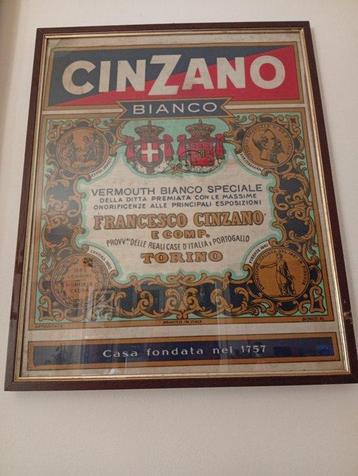 CINZANO
BIANCO
VERMOUTH BIANCO SPECIALE
DELLA DITTA PREMIATA CON LE MASSIME
ONORIFICENZE ALLE PRINCIPALI ESPOSIZIONI
FRANCESCO CINZANO
E COMP.
PROVV.RI DELLE REALI CASE D'ITALIA E PORTOGALLO
TORINO
Casa fondata nel 1757